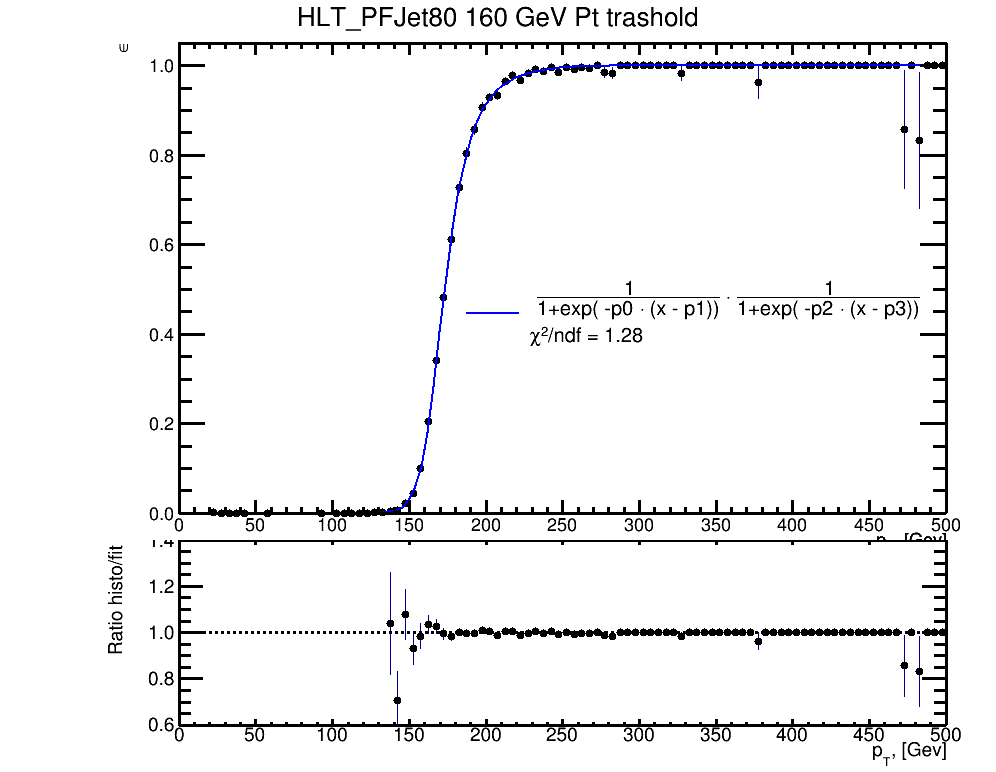 HLT_PFJet80 160 GeV Pt trashold
∈
1.0
0.8
0.6
0.4
0.2
0.0
1 / 1+exp( -p0 · (x - p1)) · 1 / 1+exp( -p2 · (x - p3))
χ²/ndf = 1.28
0 50 100 150 200 250 300 350 400 450 500
Ratio histo/fit
1.4
1.2
1.0
0.8
0.6
0 50 100 150 200 250 300 350 400 450 500
p_T, [Gev]